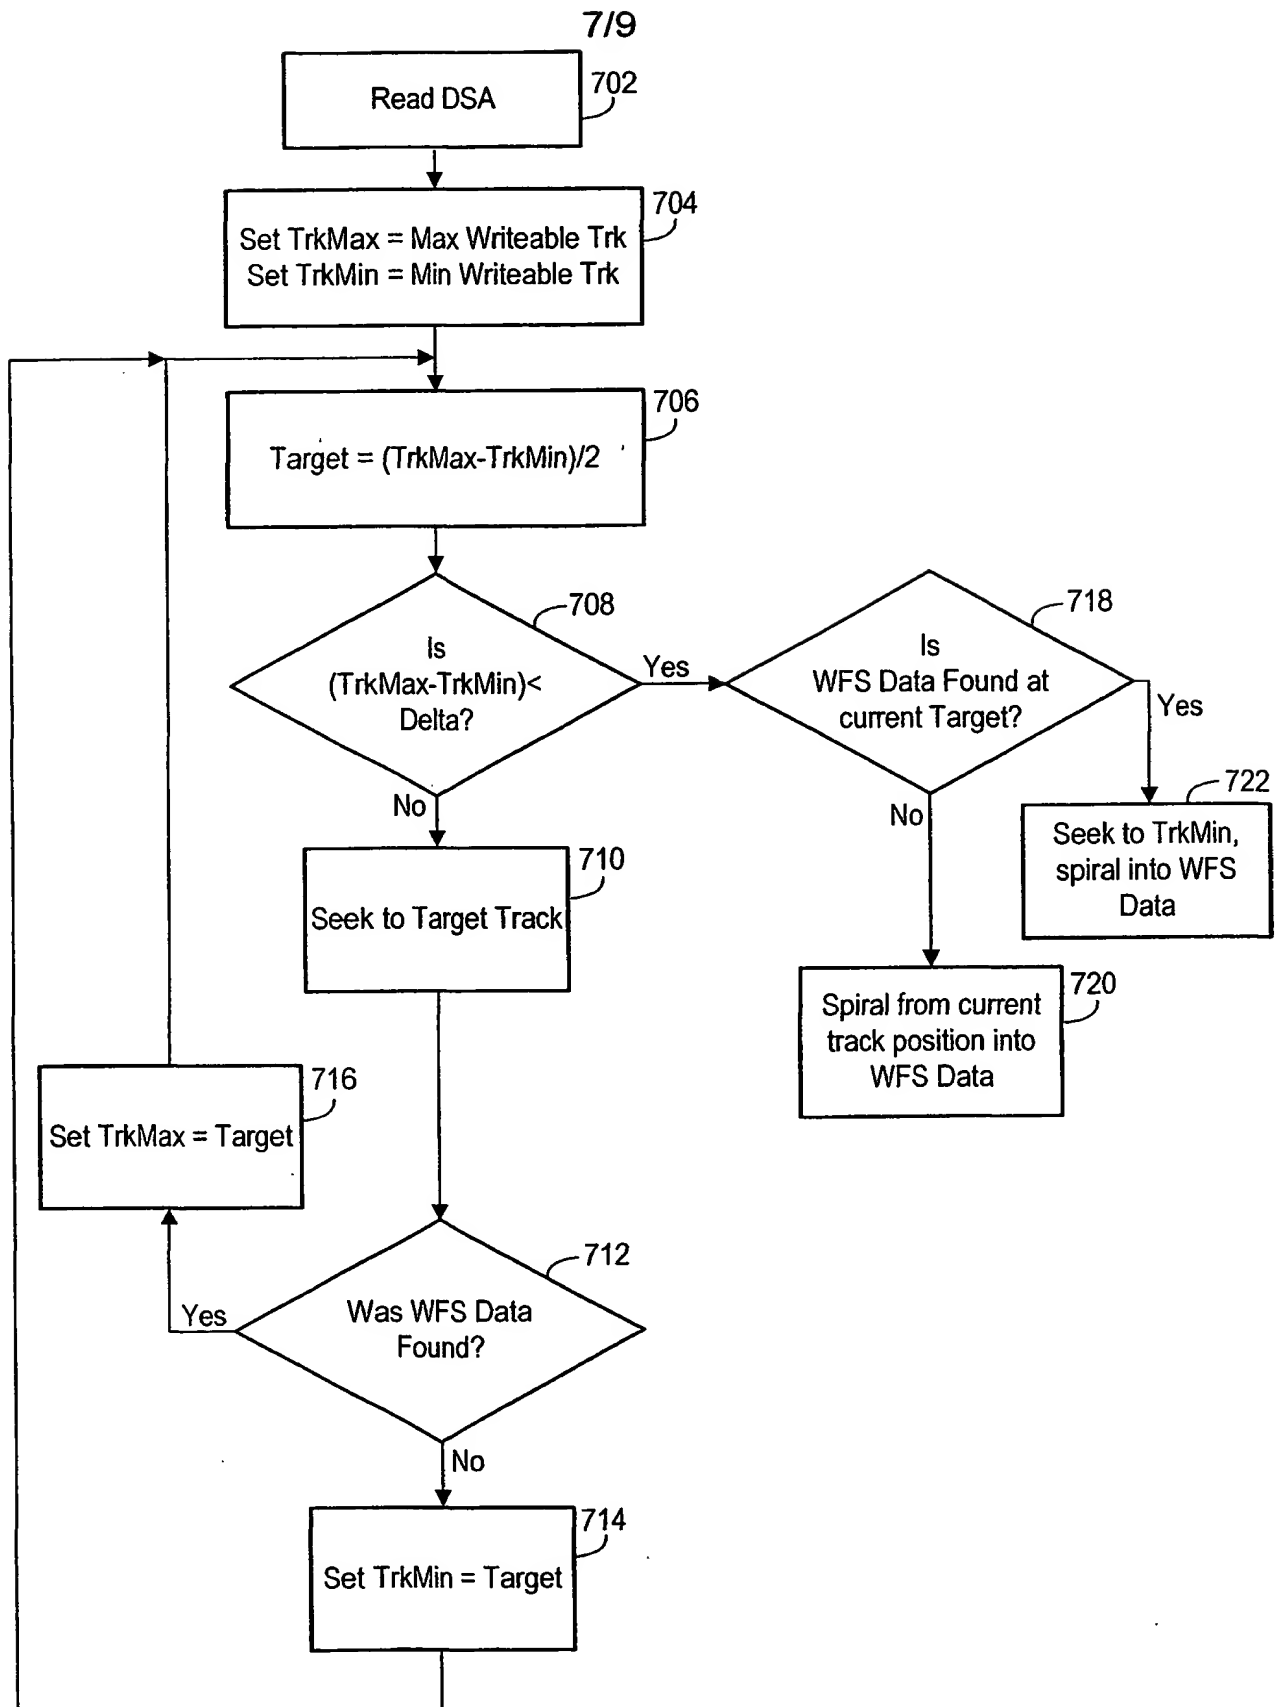 7/9
Read DSA
702
704
Set TrkMax = Max Writeable Trk
Set TrkMin = Min Writeable Trk
706
Target = (TrkMax-TrkMin)/2
708
Is
(TrkMax-TrkMin)<
Delta?
Yes
No
718
Is
WFS Data Found at
current Target?
Yes
No
722
Seek to TrkMin,
spiral into WFS
Data
710
Seek to Target Track
720
Spiral from current
track position into
WFS Data
716
Set TrkMax = Target
712
Was WFS Data
Found?
Yes
No
714
Set TrkMin = Target